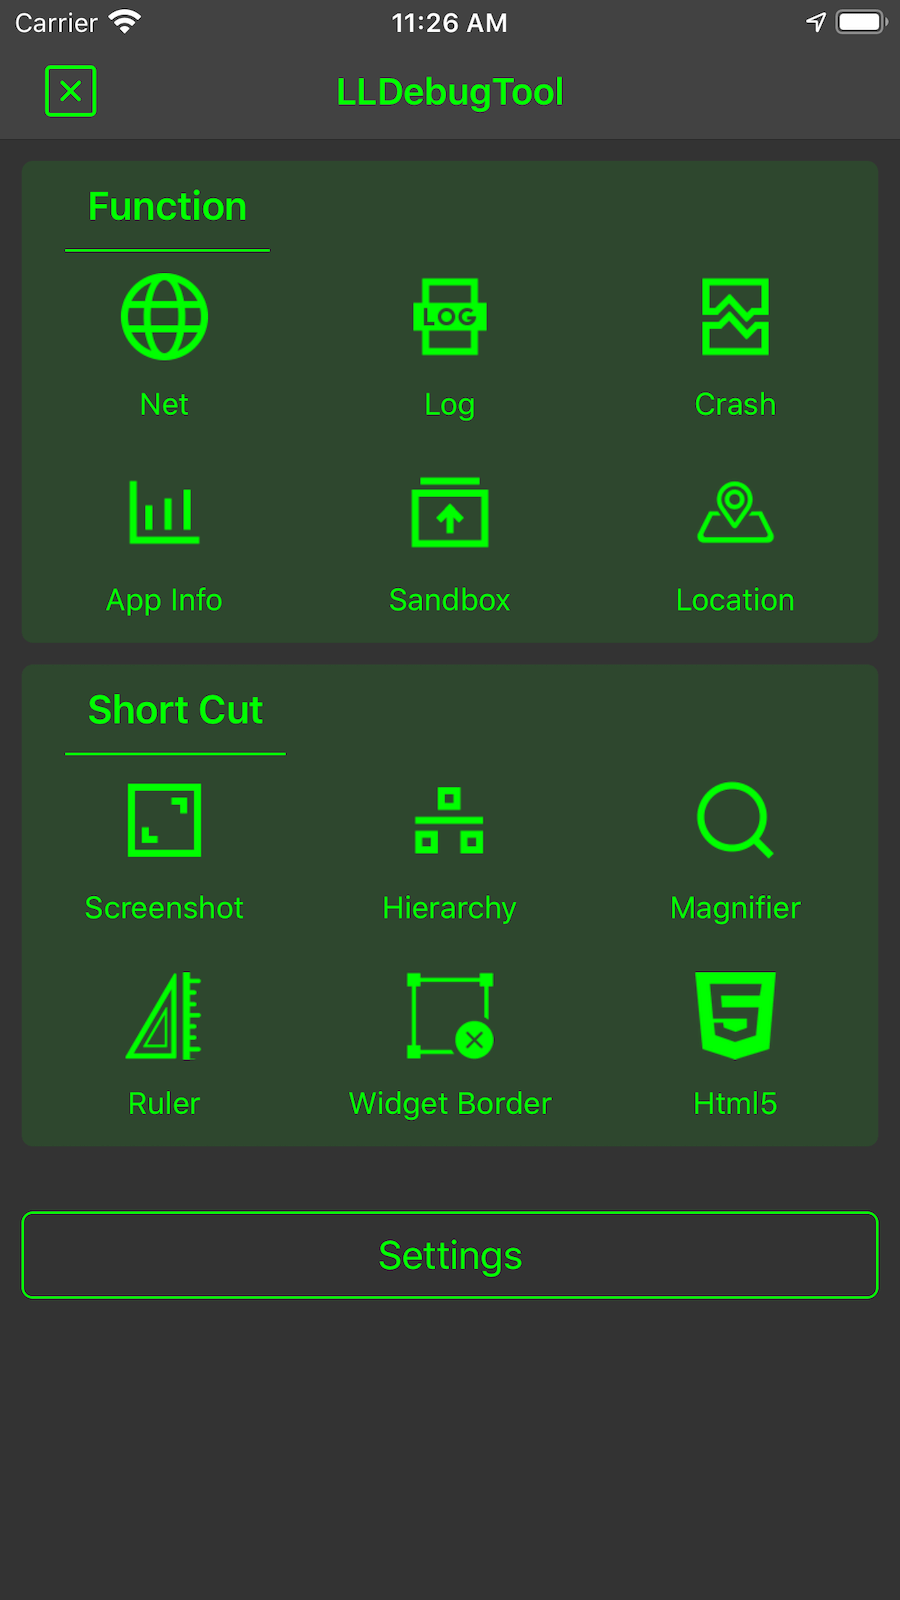 Carrier 11:26 AM
LLDebugTool
Function
LOG
Net Log Crash
App Info Sandbox Location
Short Cut
Screenshot Hierarchy Magnifier
Ruler Widget Border Html5
Settings